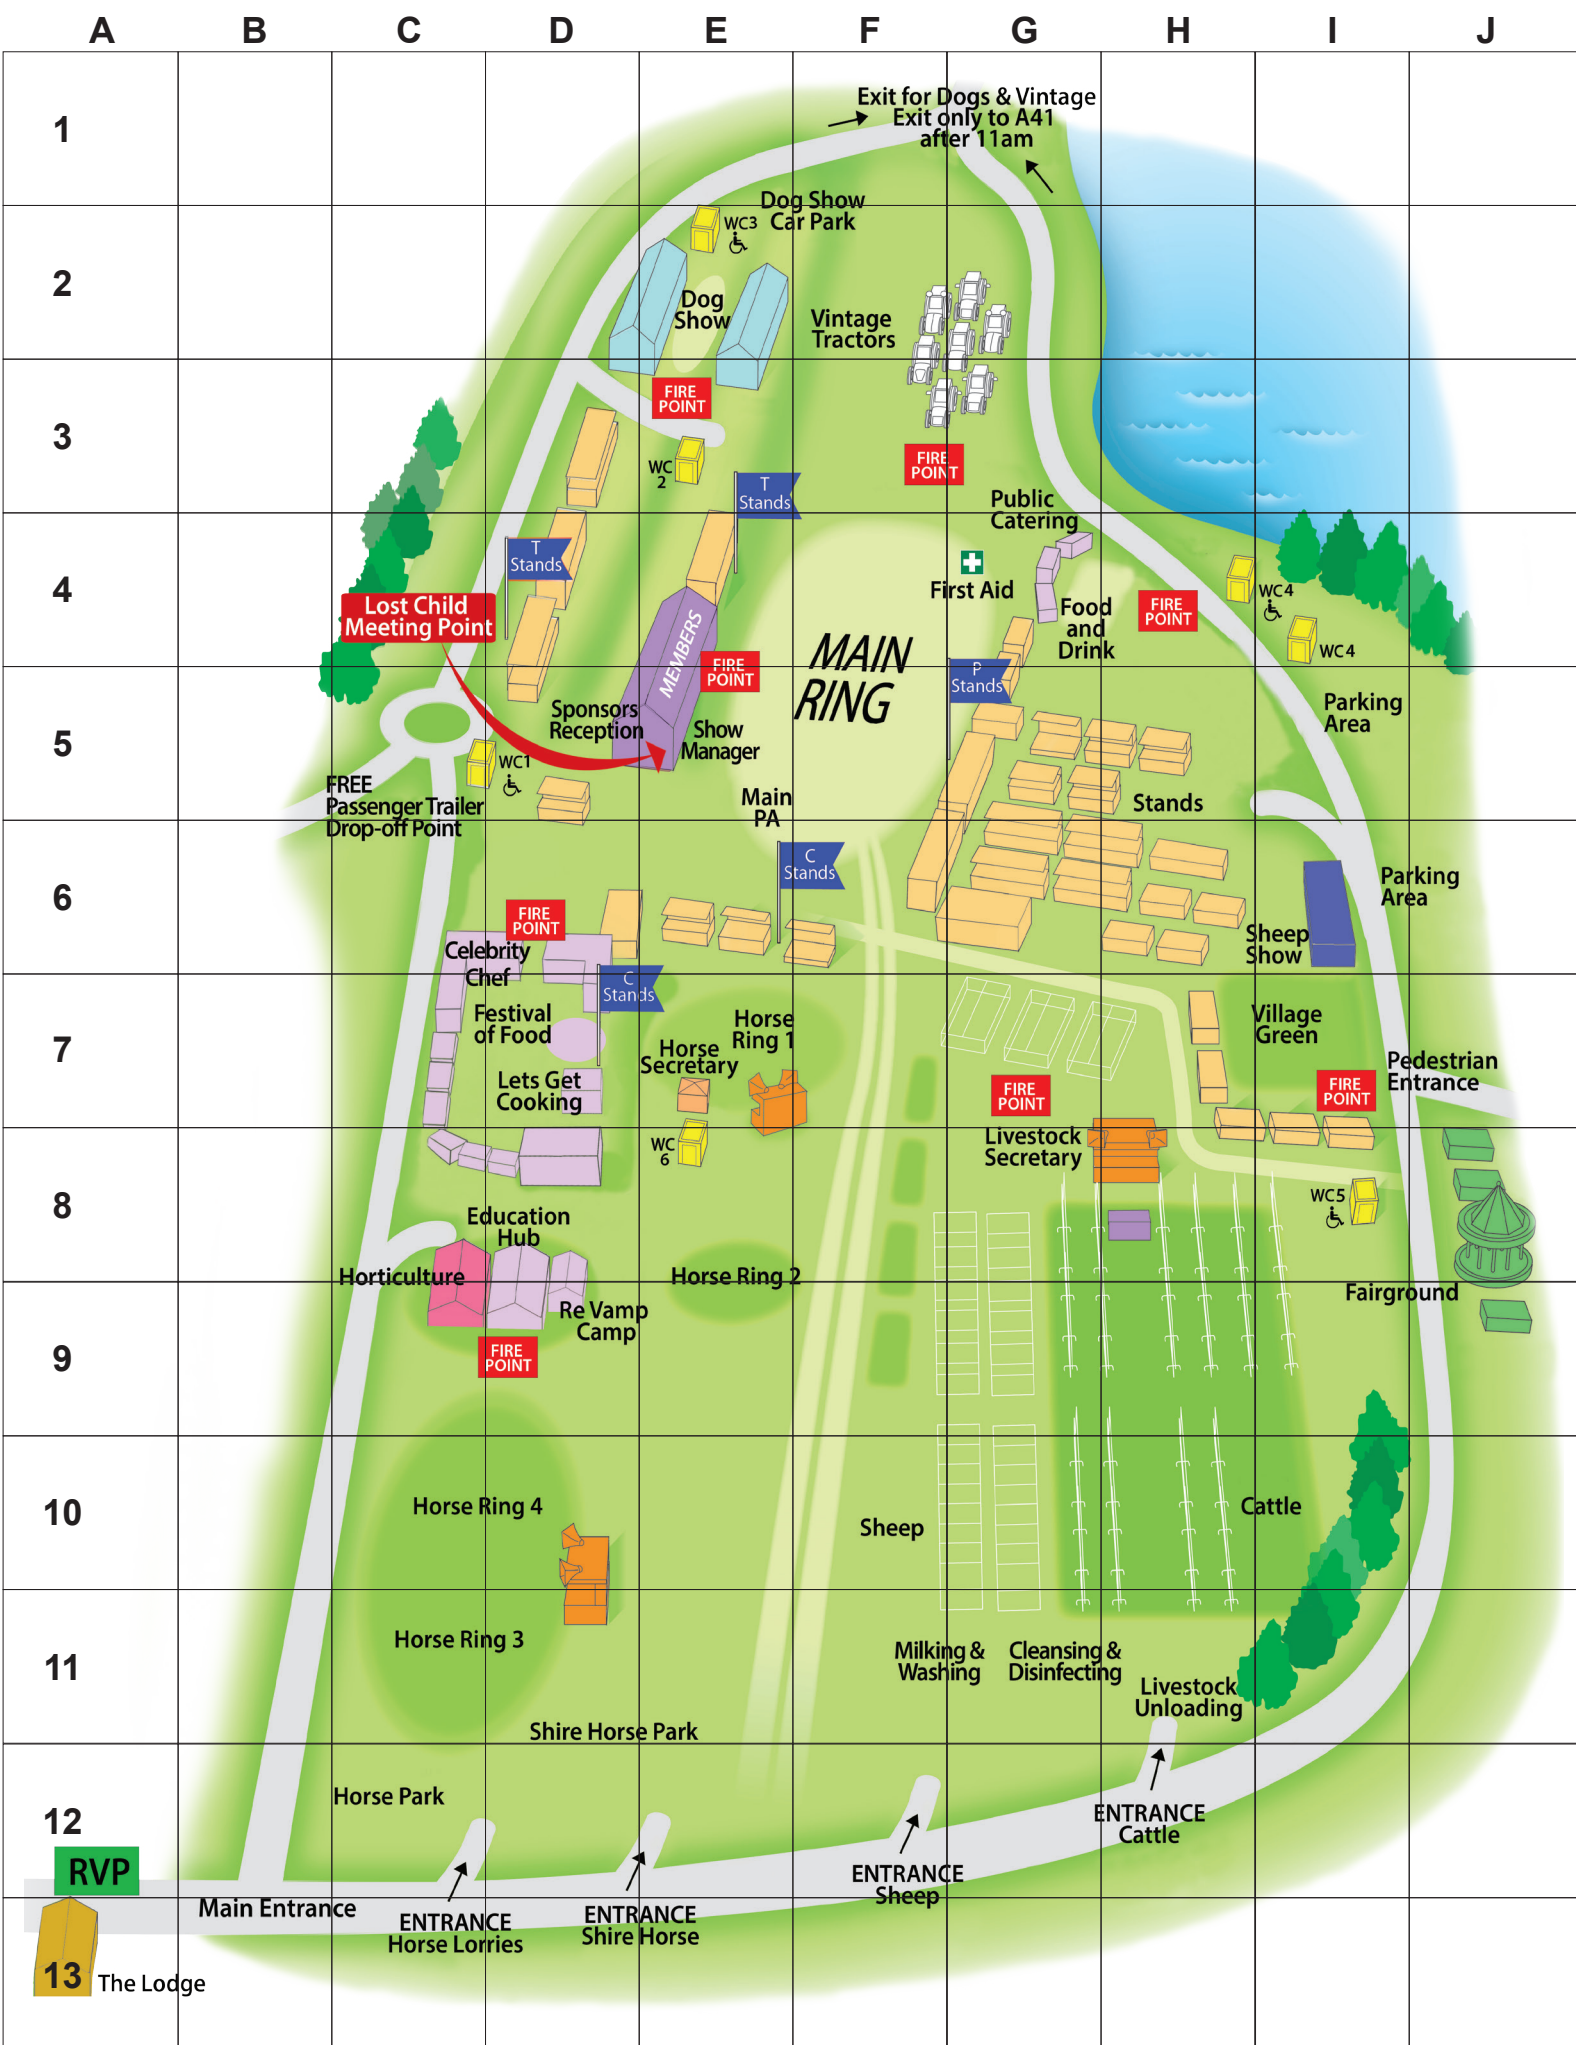 A B C D E F G H I J
1
2
3
4
5
6
7
8
9
10
11
12
13
Exit for Dogs & Vintage
Exit only to A41
after 11am
Dog Show
Car Park
WC3
Dog
Show
Vintage
Tractors
FIRE
POINT
WC
2
T
Stands
FIRE
POINT
Public
Catering
T
Stands
First Aid
Food
and
Drink
FIRE
POINT
WC4
WC4
Lost Child
Meeting Point
MEMBERS
FIRE
POINT
MAIN
RING
P
Stands
Parking
Area
Sponsors
Reception
Show
Manager
WC1
FREE
Passenger Trailer
Drop-off Point
Main
PA
Stands
C
Stands
Parking
Area
FIRE
POINT
Celebrity
Chef
Sheep
Show
C
Stands
Festival
of Food
Horse
Ring 1
Horse
Secretary
Village
Green
Pedestrian
Entrance
Lets Get
Cooking
FIRE
POINT
FIRE
POINT
WC
6
Livestock
Secretary
WC5
Education
Hub
Horticulture
Horse Ring 2
Fairground
Re Vamp
Camp
FIRE
POINT
Horse Ring 4
Sheep
Cattle
Horse Ring 3
Milking &
Washing
Cleansing &
Disinfecting
Livestock
Unloading
Shire Horse Park
Horse Park
ENTRANCE
Cattle
RVP
ENTRANCE
Sheep
Main Entrance
ENTRANCE
Horse Lorries
ENTRANCE
Shire Horse
The Lodge